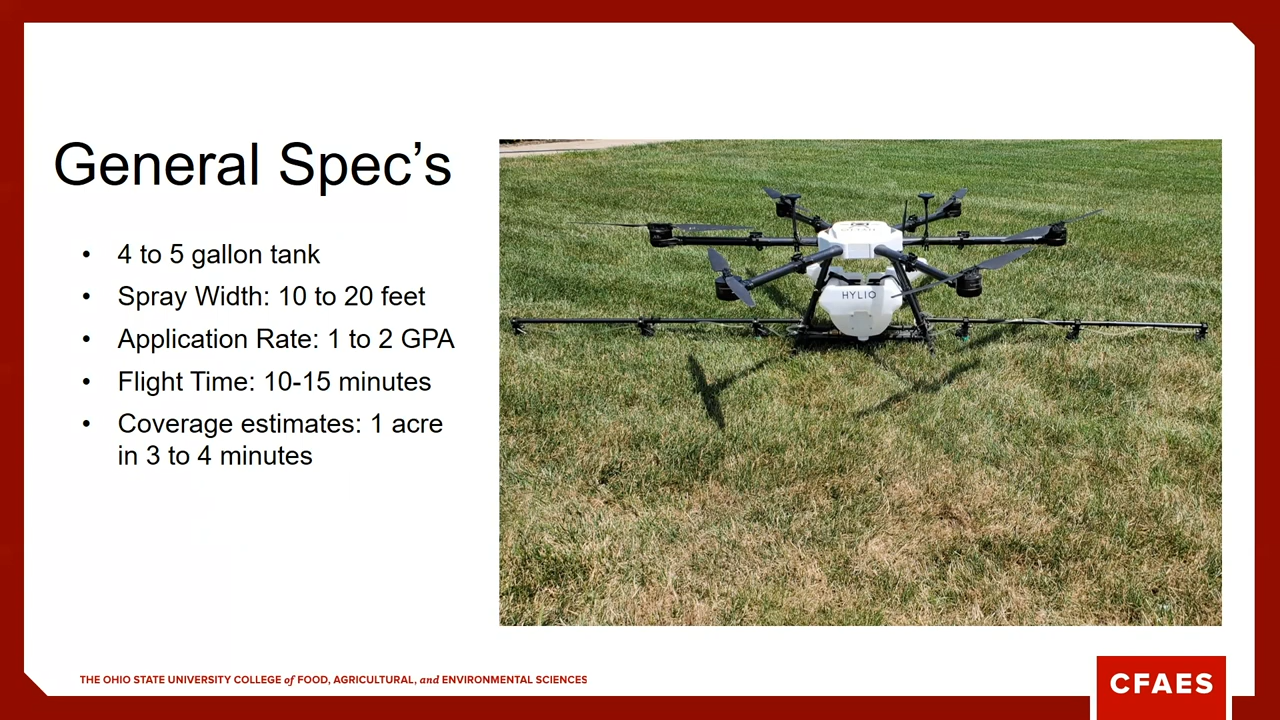 General Spec's
• 4 to 5 gallon tank
• Spray Width: 10 to 20 feet
• Application Rate: 1 to 2 GPA
• Flight Time: 10-15 minutes
• Coverage estimates: 1 acre
in 3 to 4 minutes
HYLIO
THE OHIO STATE UNIVERSITY COLLEGE of FOOD, AGRICULTURAL, and ENVIRONMENTAL SCIENCES
CFAES